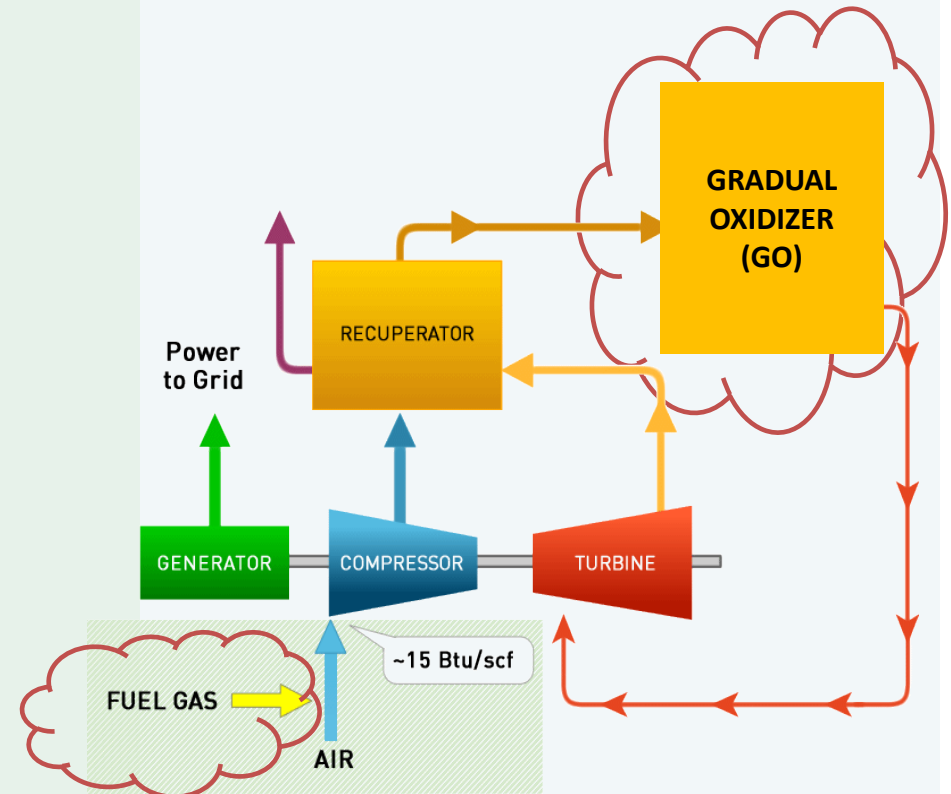 GRADUAL
OXIDIZER
(GO)
RECUPERATOR
Power
to Grid
GENERATOR
COMPRESSOR
TURBINE
~15 Btu/scf
FUEL GAS
AIR